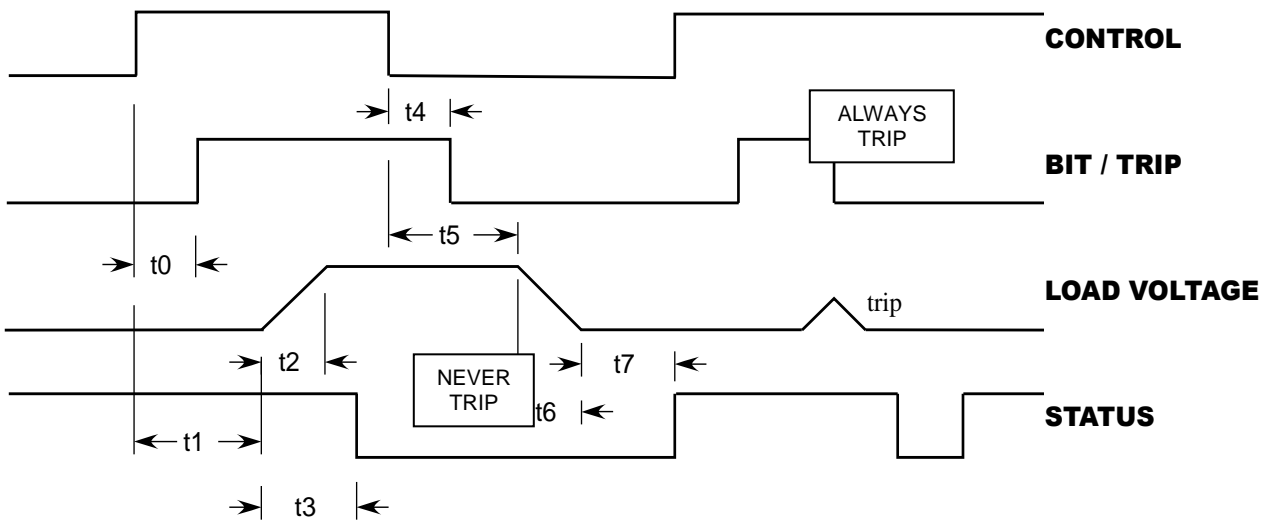 CONTROL
t4
ALWAYS
TRIP
BIT / TRIP
t5
t0
LOAD VOLTAGE
trip
t2
NEVER
TRIP
t7
t6
STATUS
t1
t3